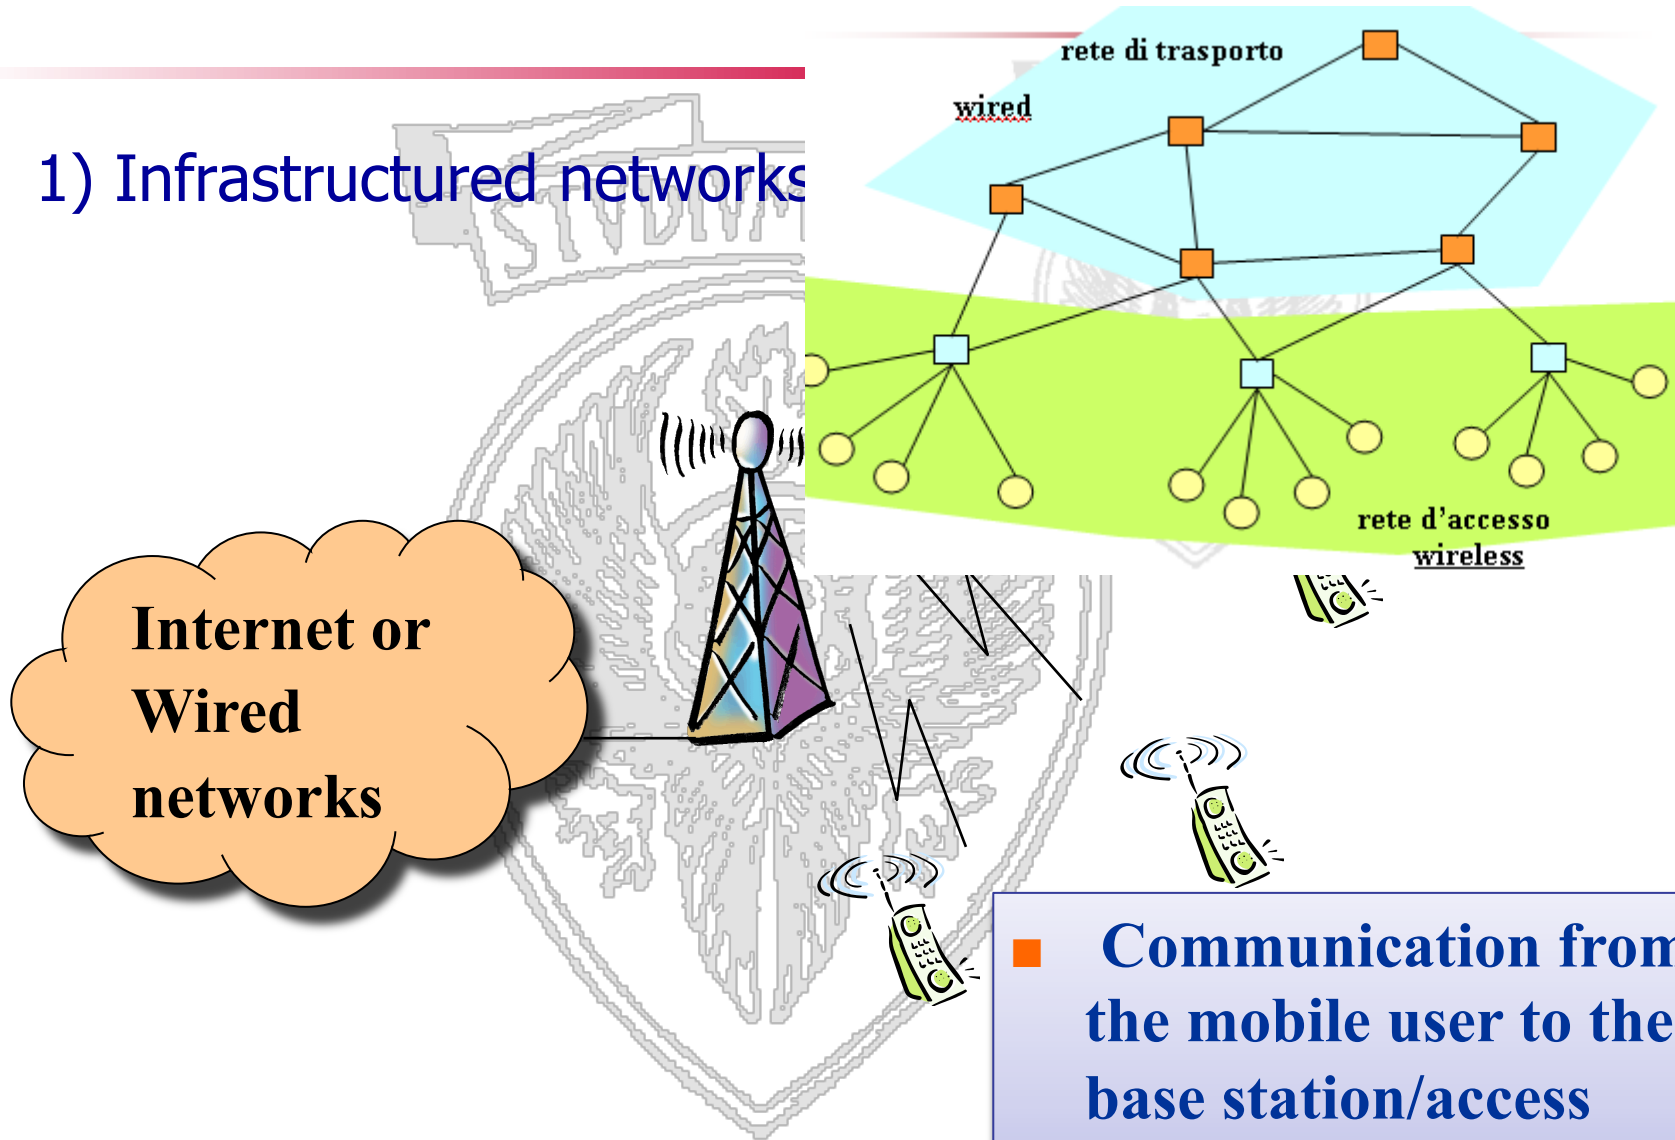 1) Infrastructured networks
rete di trasporto
wired
rete d'accesso
wireless
Internet or
Wired
networks
■ Communication from
the mobile user to the
base station/access